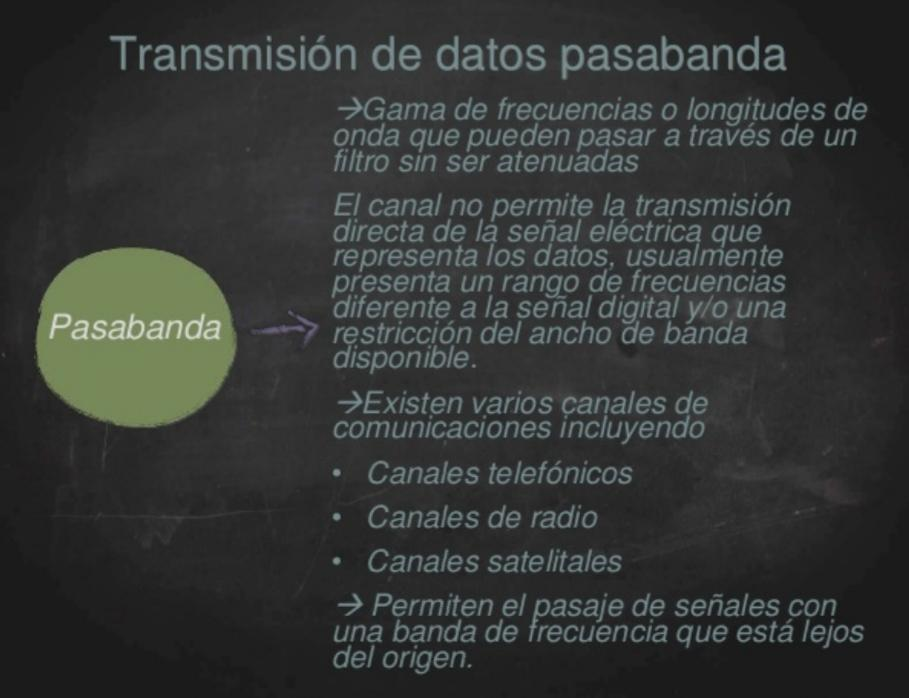 Transmisión de datos pasabanda
→Gama de frecuencias o longitudes de
onda que pueden pasar a través de un
filtro sin ser atenuadas
El canal no permite la transmisión
directa de la señal eléctrica que
representa los datos, usualmente
presenta un rango de frecuencias
diferente a la señal digital y/o una
restricción del ancho de banda
disponible.
Pasabanda
→Existen varios canales de
comunicaciones incluyendo
• Canales telefónicos
• Canales de radio
• Canales satelitales
→ Permiten el pasaje de señales con
una banda de frecuencia que está lejos
del origen.